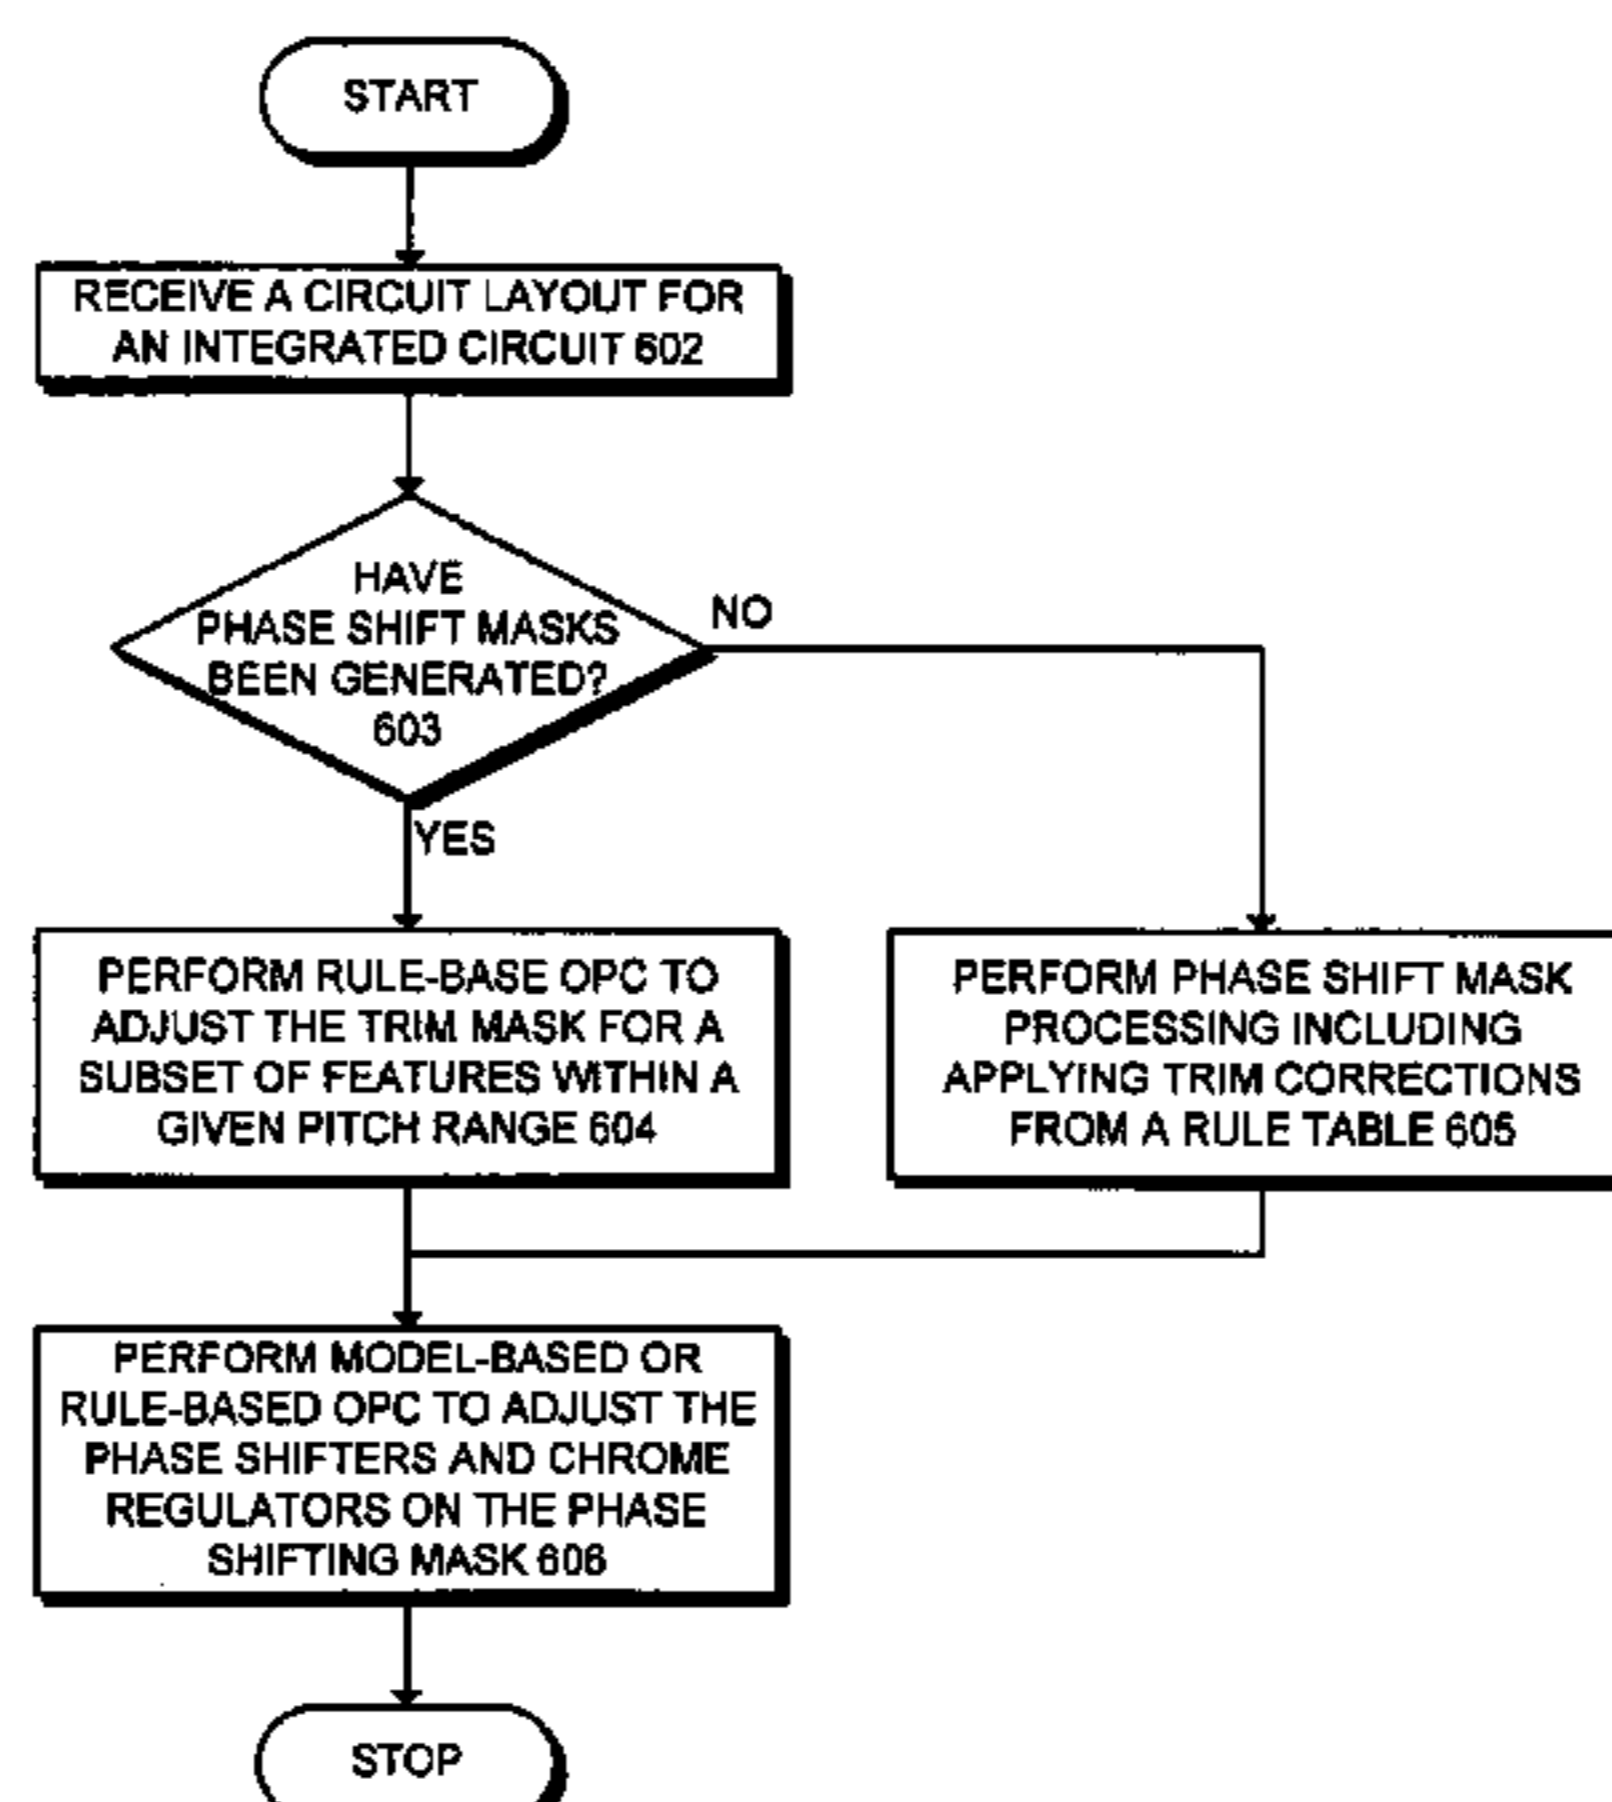 START
RECEIVE A CIRCUIT LAYOUT FOR
AN INTEGRATED CIRCUIT 602
HAVE
PHASE SHIFT MASKS
BEEN GENERATED?
603
NO
YES
PERFORM RULE-BASE OPC TO
ADJUST THE TRIM MASK FOR A
SUBSET OF FEATURES WITHIN A
GIVEN PITCH RANGE 604
PERFORM PHASE SHIFT MASK
PROCESSING INCLUDING
APPLYING TRIM CORRECTIONS
FROM A RULE TABLE 605
PERFORM MODEL-BASED OR
RULE-BASED OPC TO ADJUST THE
PHASE SHIFTERS AND CHROME
REGULATORS ON THE PHASE
SHIFTING MASK 606
STOP